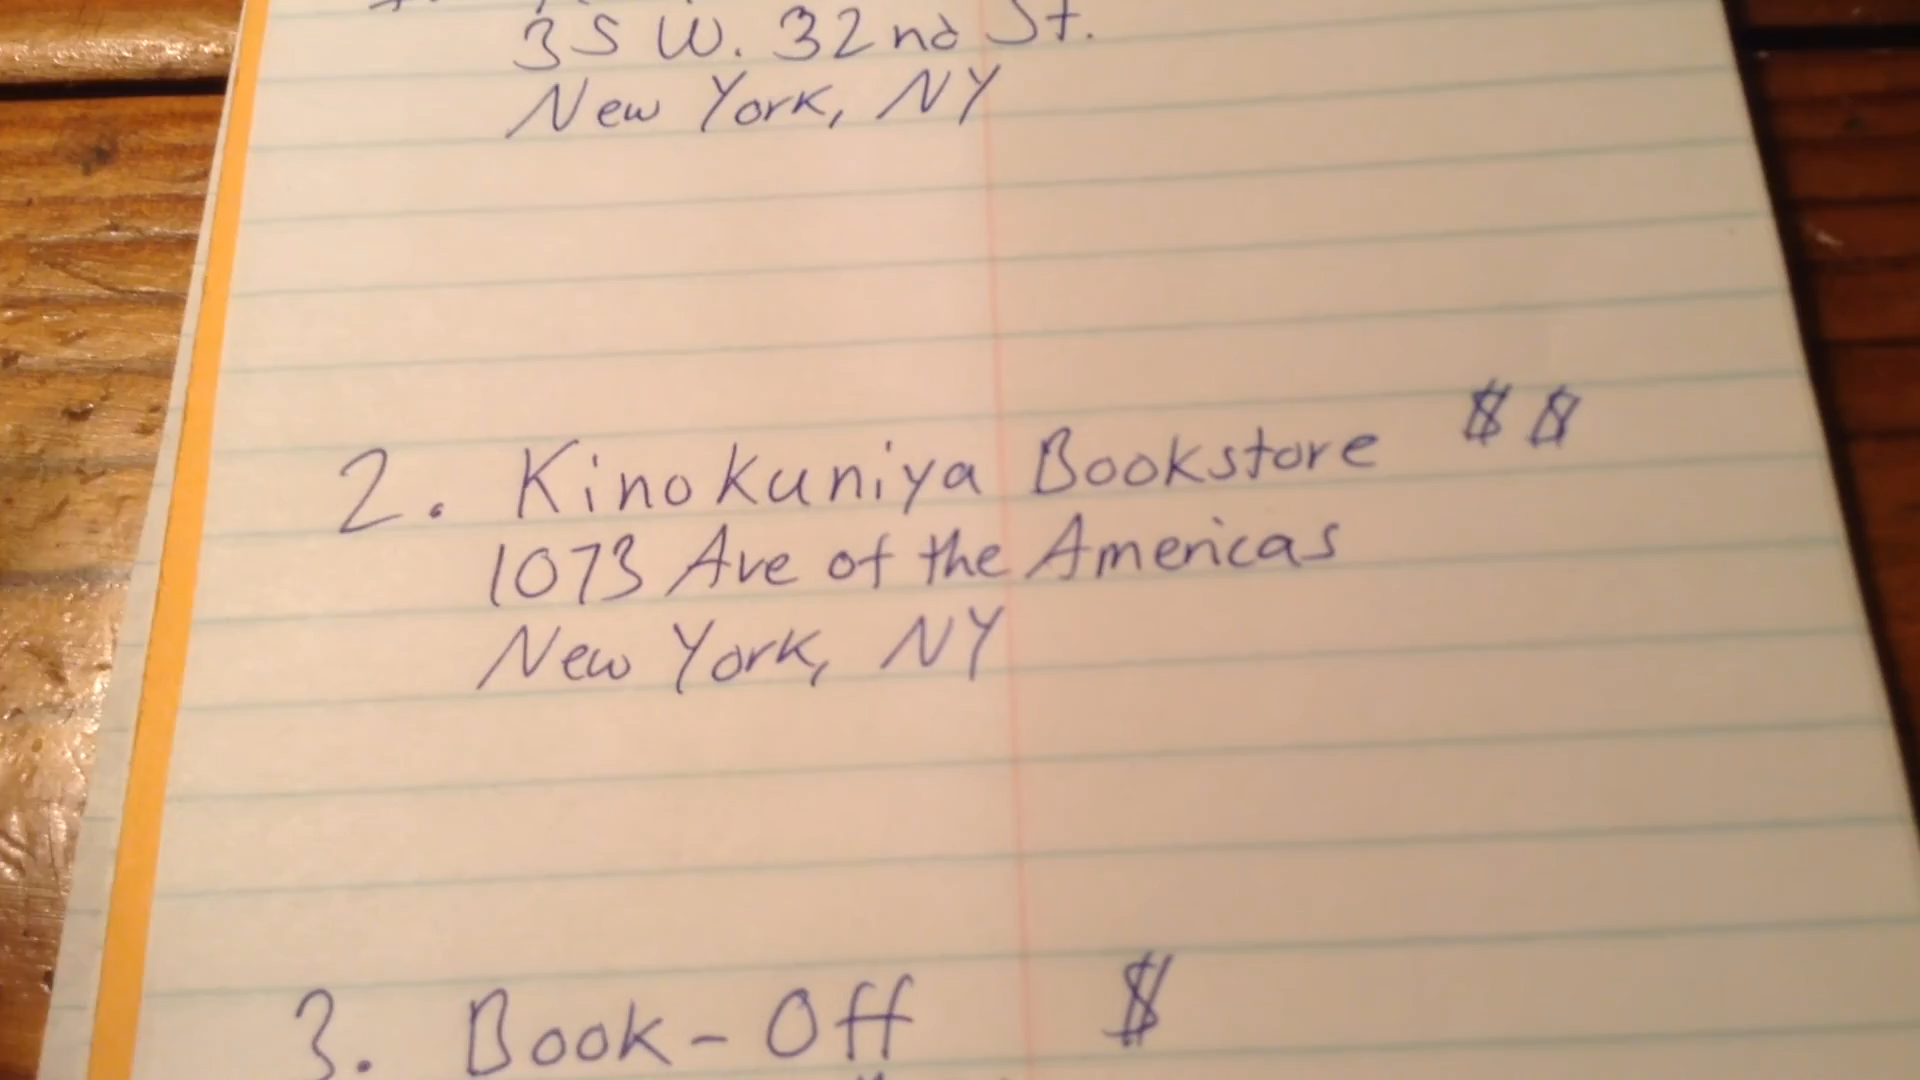 35 W. 32nd St.
New York, NY
2. Kinokuniya Bookstore $$
1073 Ave of the Americas
New York, NY
3. Book-Off $